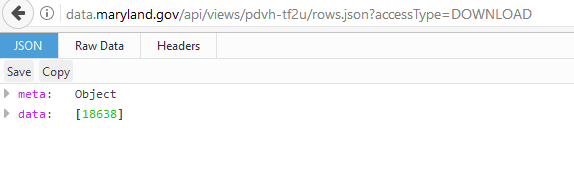 data.maryland.gov/api/views/pdvh-tf2u/rows.json?accessType=DOWNLOAD
JSON Raw Data Headers
Save Copy
meta: Object
data: [18638]